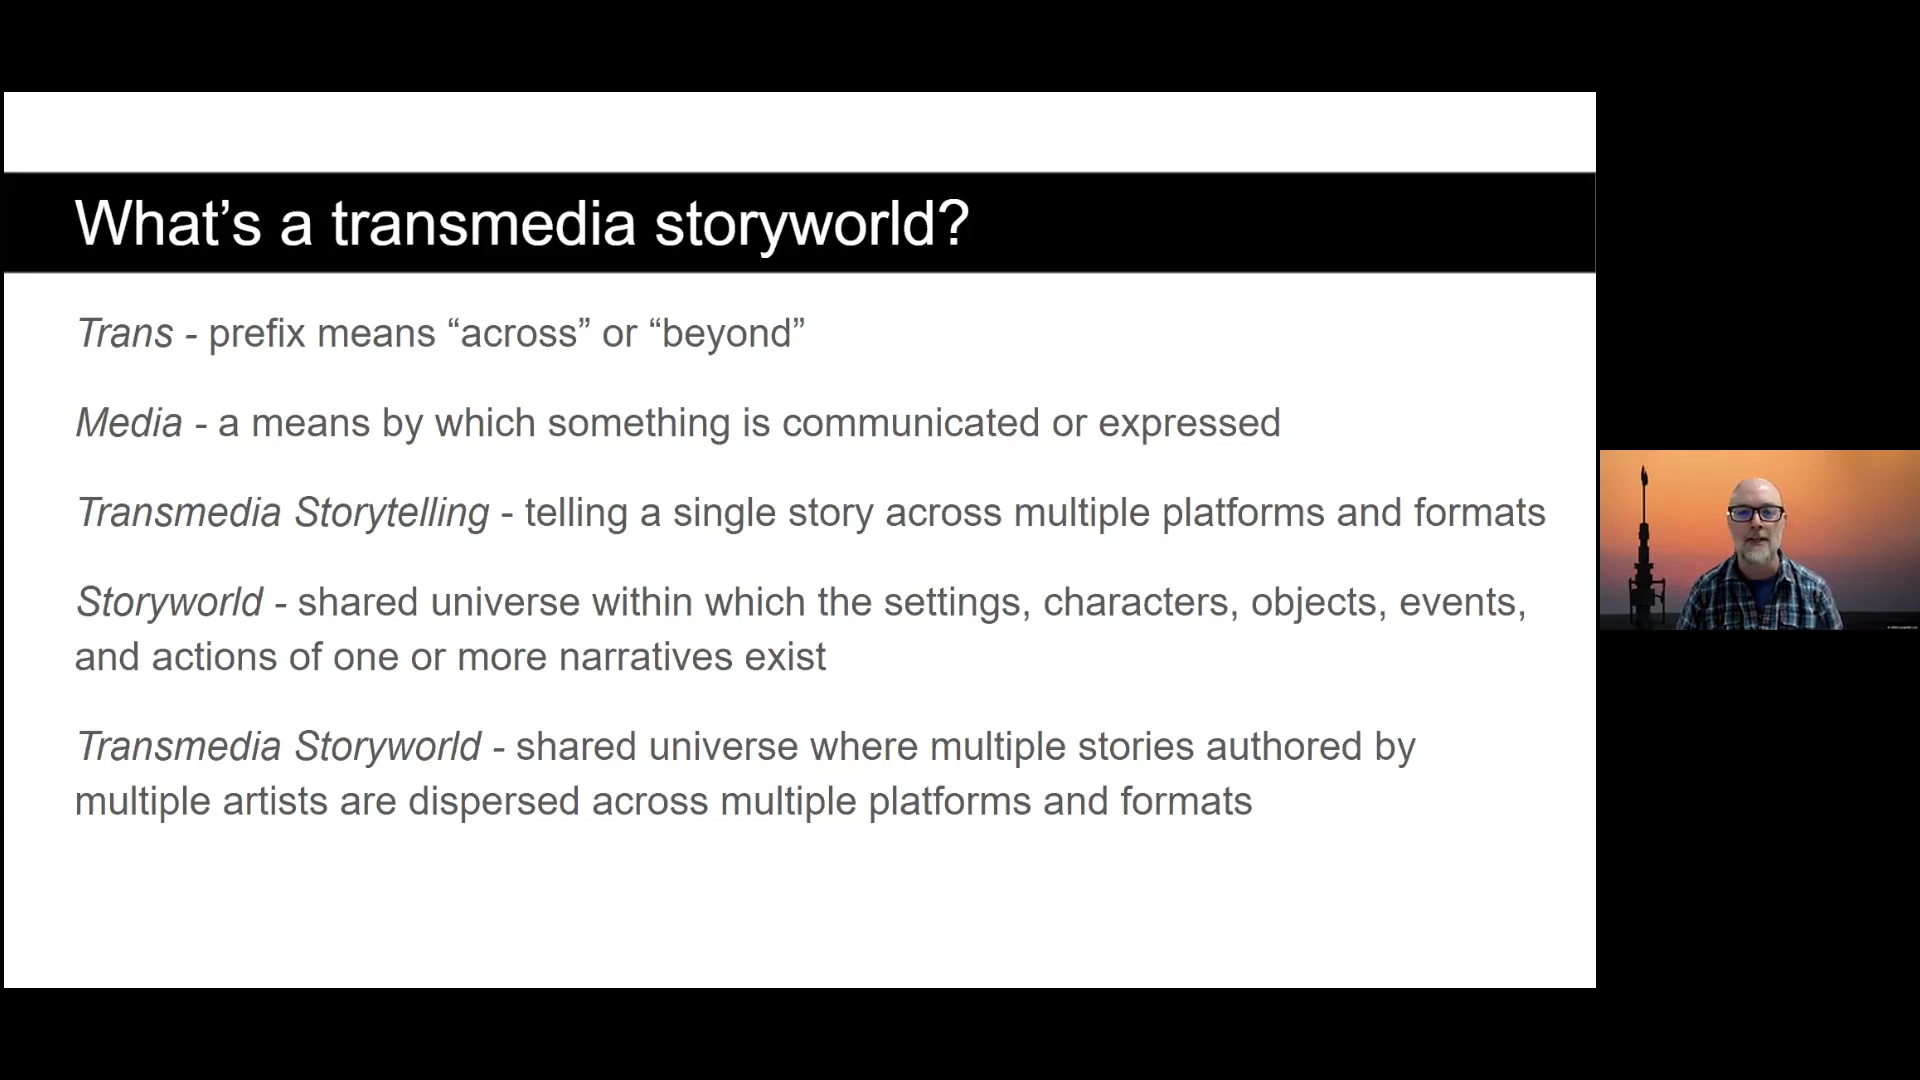 What’s a transmedia storyworld?
Trans - prefix means “across” or “beyond”
Media - a means by which something is communicated or expressed
Transmedia Storytelling - telling a single story across multiple platforms and formats
Storyworld - shared universe within which the settings, characters, objects, events,
and actions of one or more narratives exist
Transmedia Storyworld - shared universe where multiple stories authored by
multiple artists are dispersed across multiple platforms and formats